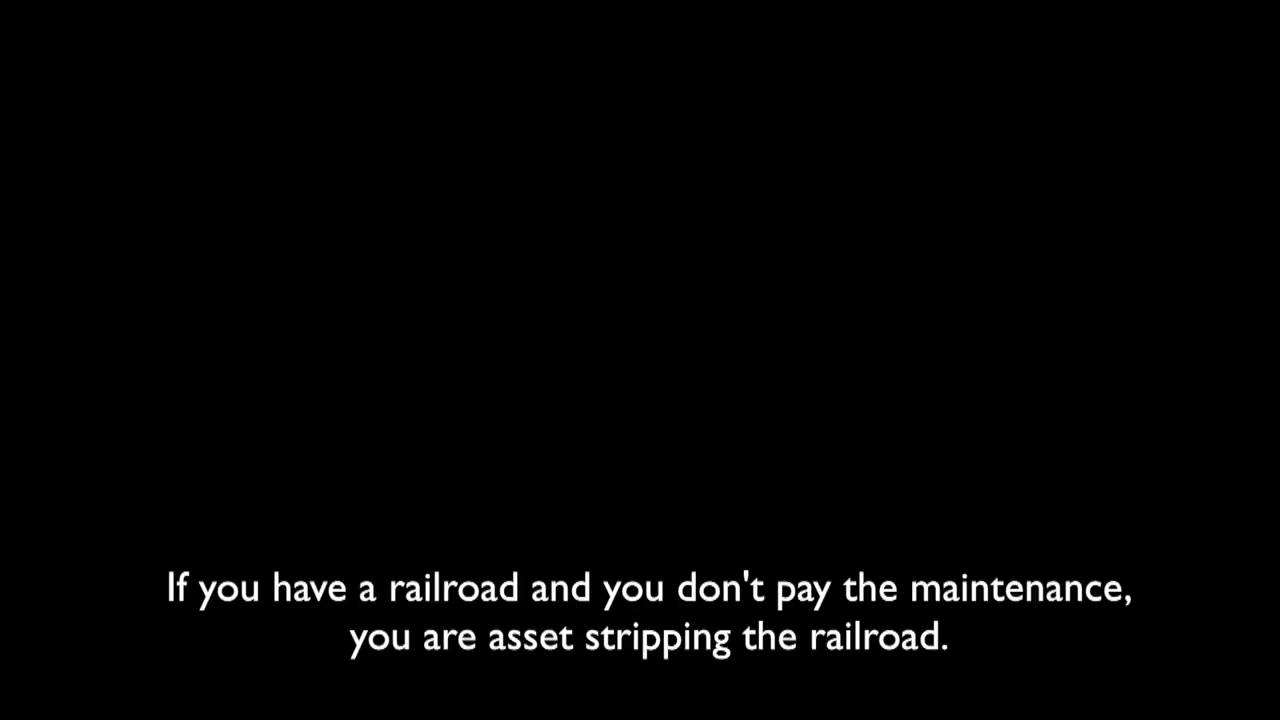 If you have a railroad and you don't pay the maintenance,
you are asset stripping the railroad.